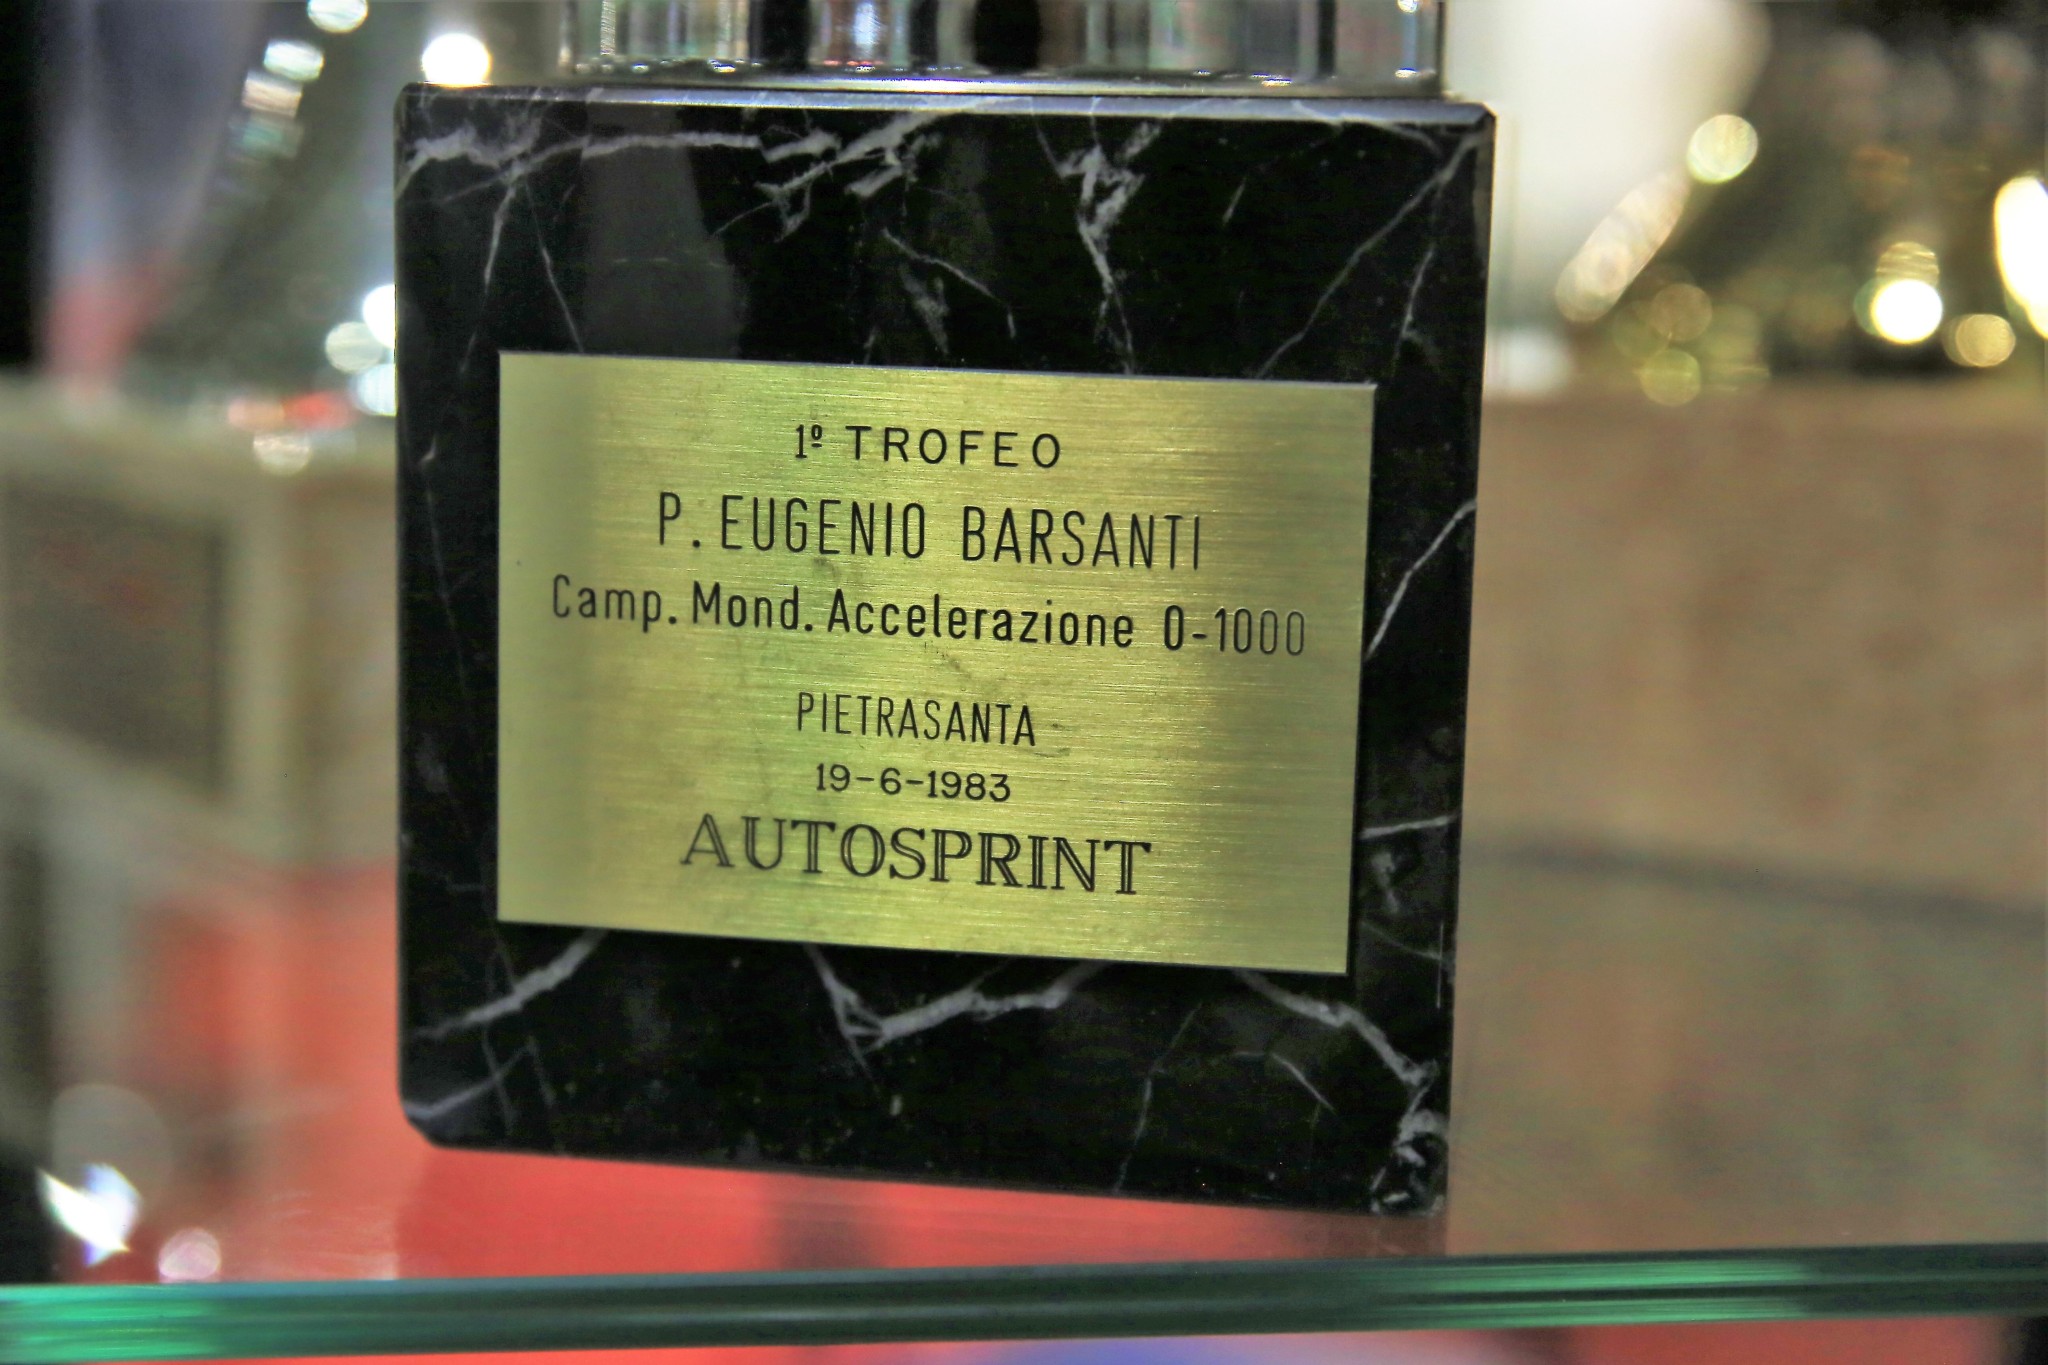 1º TROFEO
P. EUGENIO BARSANTI
Camp. Mond. Accelerazione 0-1000
PIETRASANTA
19-6-1983
AUTOSPRINT